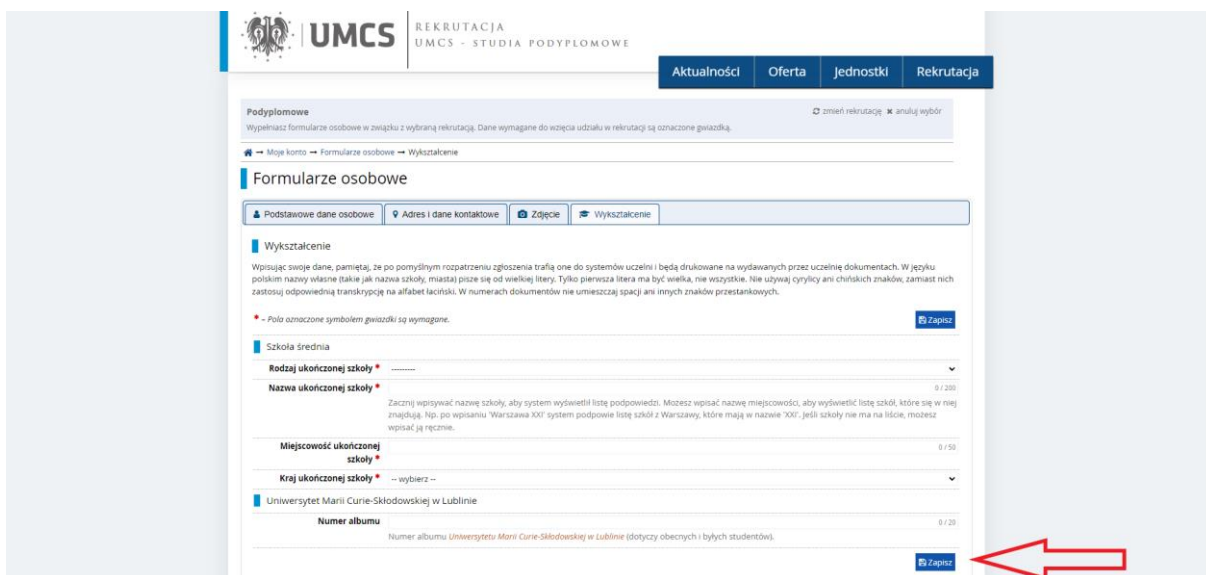 UMCS
REKRUTACJA
UMCS - STUDIA PODYPLOMOWE
Aktualności Oferta Jednostki Rekrutacja
Podyplomowe
zmień rekrutację anuluj wybór
Wypełniasz formularze osobowe w związku z wybraną rekrutacją. Dane wymagane do wzięcia udziału w rekrutacji są oznaczone gwiazdką.
→ Moje konto → Formularze osobowe → Wykształcenie
Formularze osobowe
Podstawowe dane osobowe Adres i dane kontaktowe Zdjęcie Wykształcenie
Wykształcenie
Wpisując swoje dane, pamiętaj, że po pomyślnym rozpatrzeniu zgłoszenia trafią one do systemów uczelni i będą drukowane na wydawanych przez uczelnię dokumentach. W języku
polskim nazwy własne (takie jak nazwa szkoły, miasta) pisze się od wielkiej litery. Tylko pierwsza litera ma być wielka, nie wszystkie. Nie używaj cyrylicy ani chińskich znaków, zamiast nich
zastosuj odpowiednią transkrypcję na alfabet łaciński. W numerach dokumentów nie umieszczaj spacji ani innych znaków przestankowych.
* – Pola oznaczone symbolem gwiazdki są wymagane.
Zapisz
Szkoła średnia
Rodzaj ukończonej szkoły * ---------
Nazwa ukończonej szkoły *
0 / 200
Zacznij wpisywać nazwę szkoły, aby system wyświetlił listę podpowiedzi. Możesz wpisać nazwę miejscowości, aby wyświetlić listę szkół, które się w niej
znajdują. Np. po wpisaniu 'Warszawa XXI' system podpowie listę szkół z Warszawy, które mają w nazwie 'XXI'. Jeśli szkoły nie ma na liście, możesz
wpisać ją ręcznie.
Miejscowość ukończonej
szkoły *
0 / 50
Kraj ukończonej szkoły * -- wybierz --
Uniwersytet Marii Curie-Skłodowskiej w Lublinie
Numer albumu
0 / 20
Numer albumu Uniwersytetu Marii Curie-Skłodowskiej w Lublinie (dotyczy obecnych i byłych studentów).
Zapisz